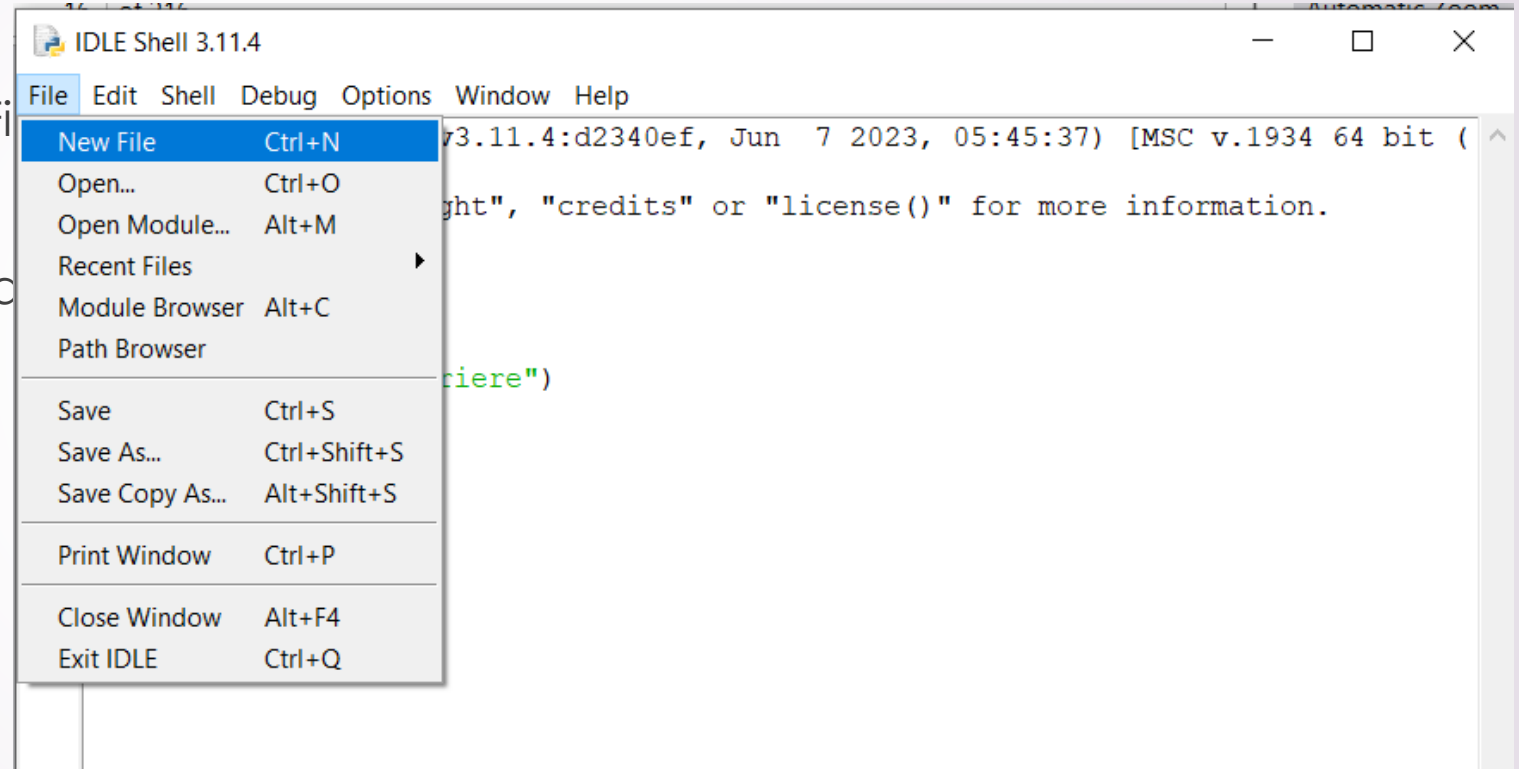 IDLE Shell 3.11.4
File Edit Shell Debug Options Window Help
v3.11.4:d2340ef, Jun 7 2023, 05:45:37) [MSC v.1934 64 bit (
ght", "credits" or "license()" for more information.
riere")
New File Ctrl+N
Open... Ctrl+O
Open Module... Alt+M
Recent Files
Module Browser Alt+C
Path Browser
Save Ctrl+S
Save As... Ctrl+Shift+S
Save Copy As... Alt+Shift+S
Print Window Ctrl+P
Close Window Alt+F4
Exit IDLE Ctrl+Q